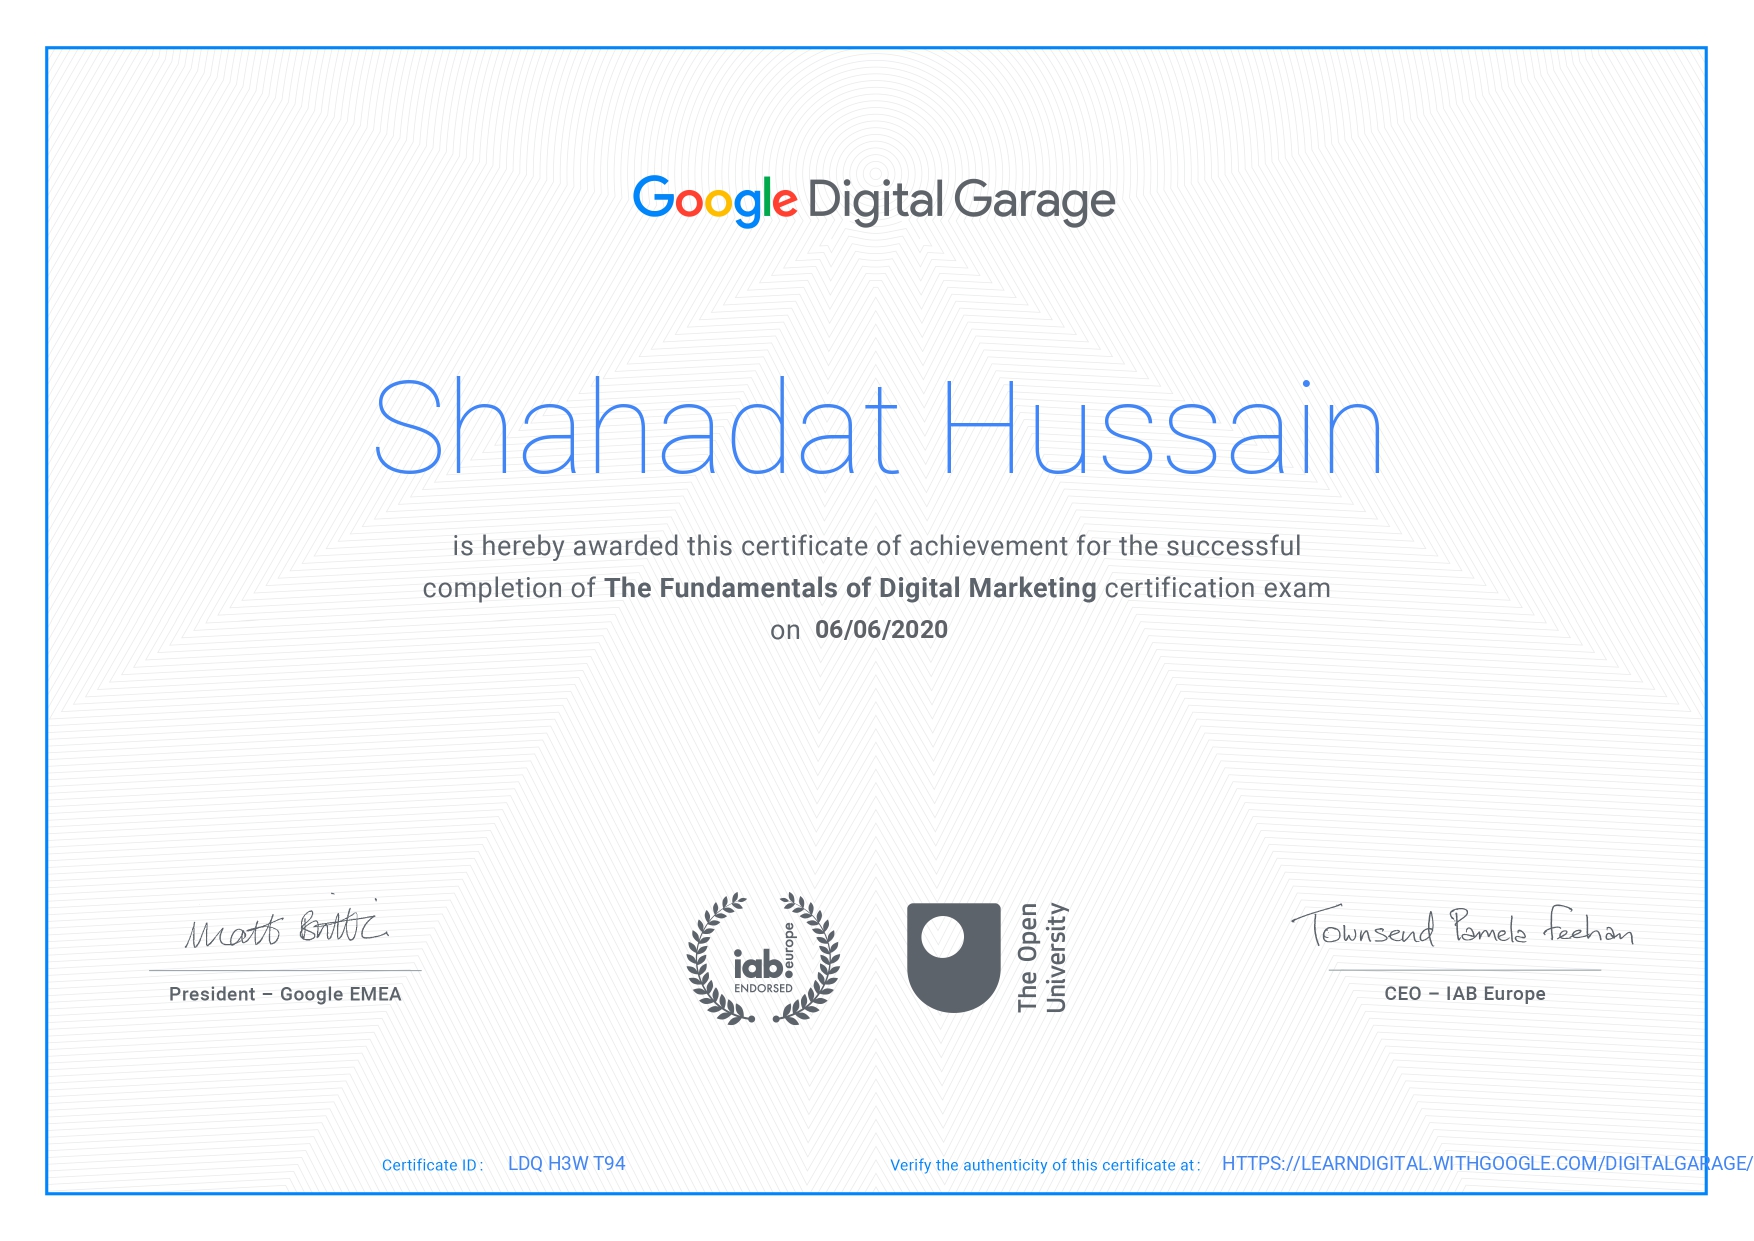 Google Digital Garage
Shahadat Hussain
is hereby awarded this certificate of achievement for the successful
completion of The Fundamentals of Digital Marketing certification exam
on 06/06/2020
Matt Brittin
President – Google EMEA
iab europe
ENDORSED
The Open
University
Townsend Pamela Feehan
CEO – IAB Europe
Certificate ID : LDQ H3W T94
Verify the authenticity of this certificate at : HTTPS://LEARNDIGITAL.WITHGOOGLE.COM/DIGITALGARAGE/